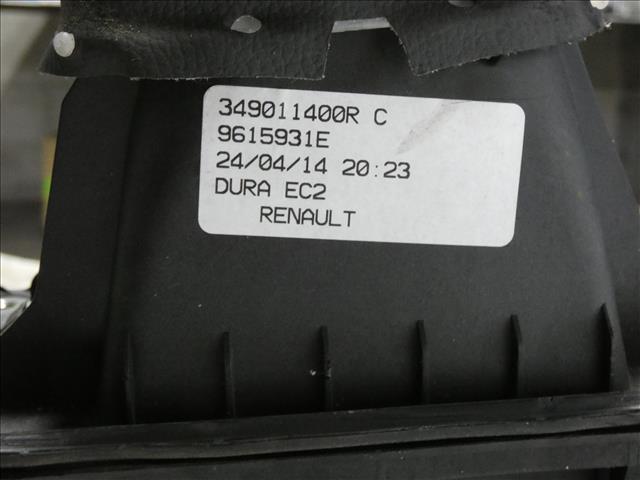 349011400R C
9615931E
24/04/14 20:23
DURA EC2
RENAULT